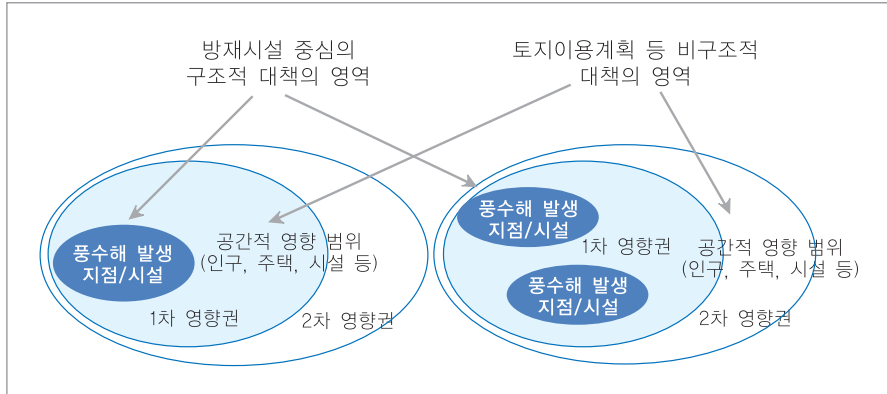 방재시설 중심의
구조적 대책의 영역
토지이용계획 등 비구조적
대책의 영역
풍수해 발생
지점/시설
공간적 영향 범위
(인구, 주택, 시설 등)
1차 영향권
2차 영향권
풍수해 발생
지점/시설
1차 영향권
공간적 영향 범위
(인구, 주택, 시설 등)
풍수해 발생
지점/시설
2차 영향권